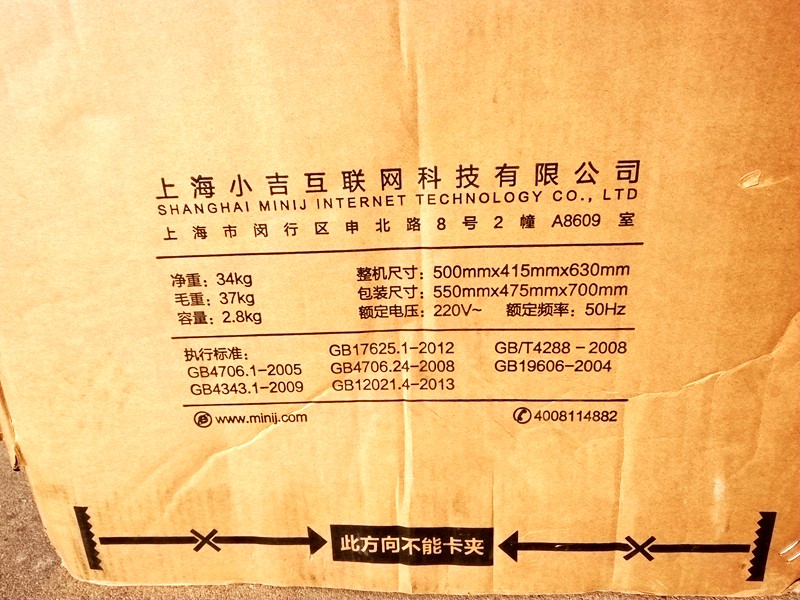 上海小吉互联网科技有限公司
SHANGHAI MINIJ INTERNET TECHNOLOGY CO., LTD
上海市闵行区申北路8号2幢 A8609 室
净重：34kg 整机尺寸：500mmx415mmx630mm
毛重：37kg 包装尺寸：550mmx475mmx700mm
容量：2.8kg 额定电压：220V~ 额定频率：50Hz
执行标准： GB17625.1-2012 GB/T4288-2008
GB4706.1-2005 GB4706.24-2008 GB19606-2004
GB4343.1-2009 GB12021.4-2013
www.minij.com 4008114882
此方向不能卡夹